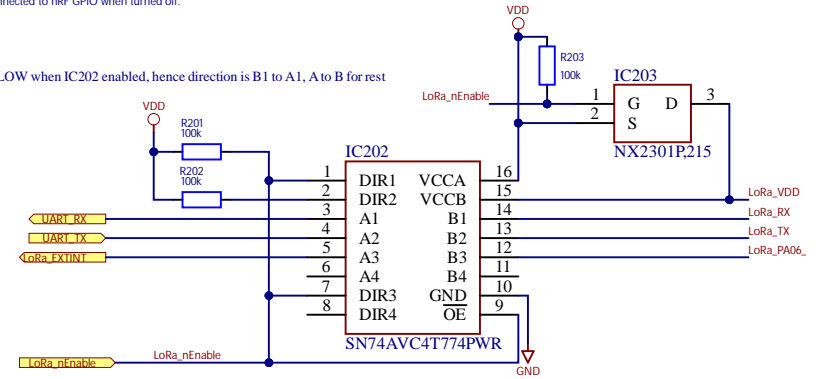 nnected to nRF GPIO when turned off.
LOW when IC202 enabled, hence direction is B1 to A1, A to B for rest
VDD
R203
100k
LoRa_nEnable
IC203
1 G D 3
2 S
NX2301P,215
VDD
R201
100k
R202
100k
IC202
1 DIR1 VCCA 16
2 DIR2 VCCB 15 LoRa_VDD
UART_RX 3 A1 B1 14 LoRa_RX
UART_TX 4 A2 B2 13 LoRa_TX
LoRa_EXTINT 5 A3 B3 12 LoRa_PA06_
6 A4 B4 11
7 DIR3 GND 10
8 DIR4 OE 9
SN74AVC4T774PWR
LoRa_nEnable LoRa_nEnable
GND